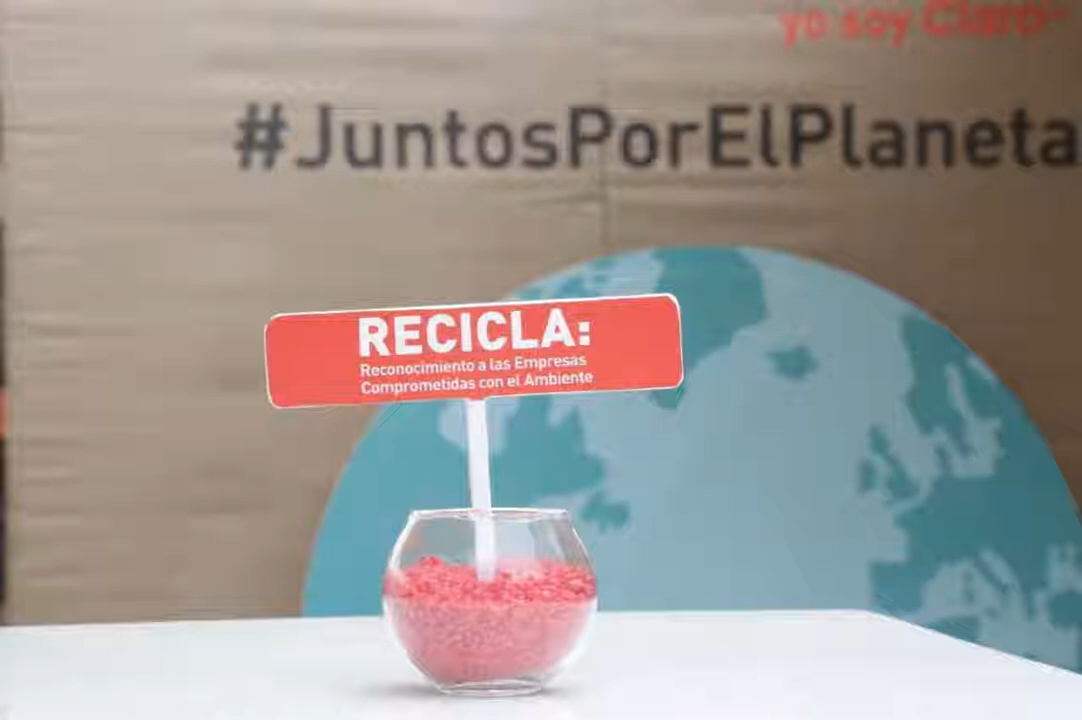 yo soy Claro-
#JuntosPorElPlaneta
RECICLA:
Reconocimiento a las Empresas
Comprometidas con el Ambiente